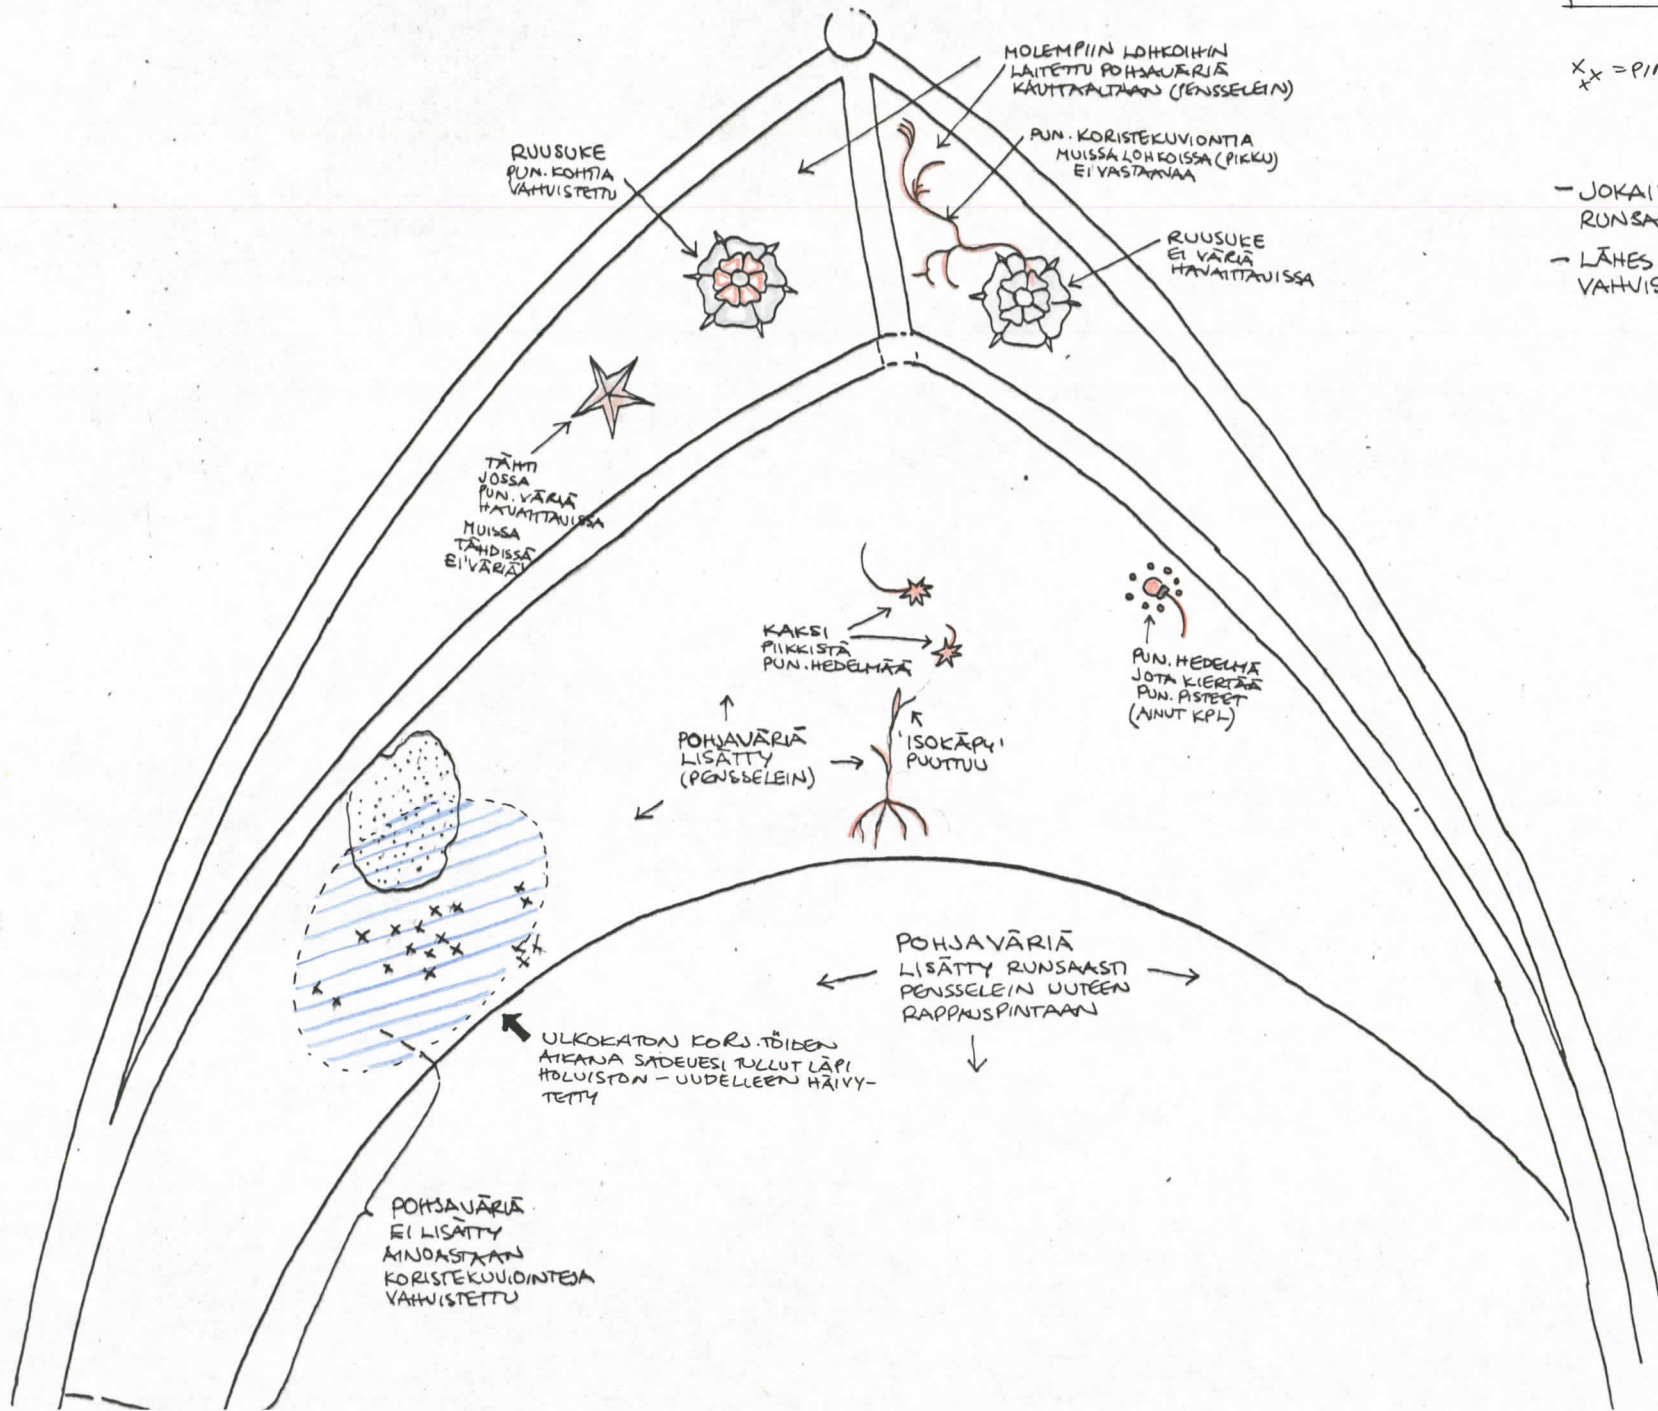 MOLEMPIIN LOHKOIHIN
LAITETTU POHJAVÄRIÄ
KAUTTAALTAAN (PENSSELEIN)
PUN. KORISTEKUVIONTIA
MUISSA LOHKOISSA (PIKKU)
EI VASTAAVAA
RUUSUKE
PUN. KOHTIA
VAHVISTETTU
RUUSUKE
EI VÄRIÄ
HAVAITTAVISSA
x x x = PIN
- JOKAI
RUNSA
- LÄHES
VAHVIS
TÄHTI
JOSSA
PUN. VÄRIÄ
HAVAITTAVISSA
MUISSA
TÄHDISSÄ
EI VÄRIÄ
KAKSI
PIIKKISTÄ
PUN. HEDELMÄÄ
PUN. HEDELMÄ
JOTA KIERTÄÄ
PUN. PISTEET
(AINUT KPL)
POHJAVÄRIÄ
LISÄTTY
(PENSSELEIN)
'ISOKÄPY'
PUUTTUU
POHJAVÄRIÄ
LISÄTTY RUNSAASTI
PENSSELEIN UUTEEN
RAPPAUSPINTAAN
ULKOKATON KORJ. TÖIDEN
AIKANA SADEVESI TULLUT LÄPI
HOLVISTON - UUDELLEEN HÄIVY-
TETTY
POHJAVÄRIÄ
EI LISÄTTY
AINOASTAAN
KORISTEKUVIOINTEJA
VAHVISTETTU